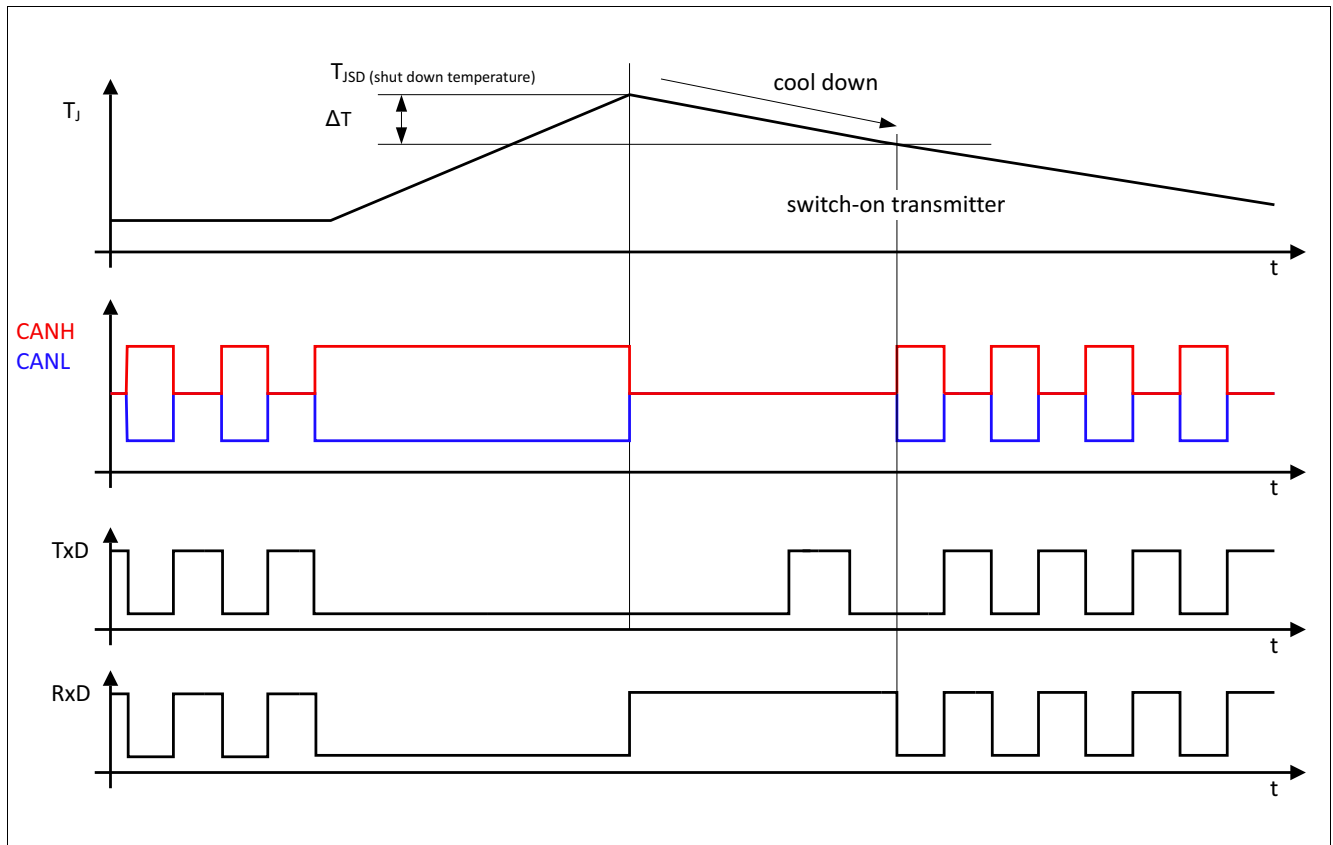 T_JSD (shut down temperature)
cool down
T_J
ΔT
switch-on transmitter
t
CANH
CANL
t
TxD
t
RxD
t